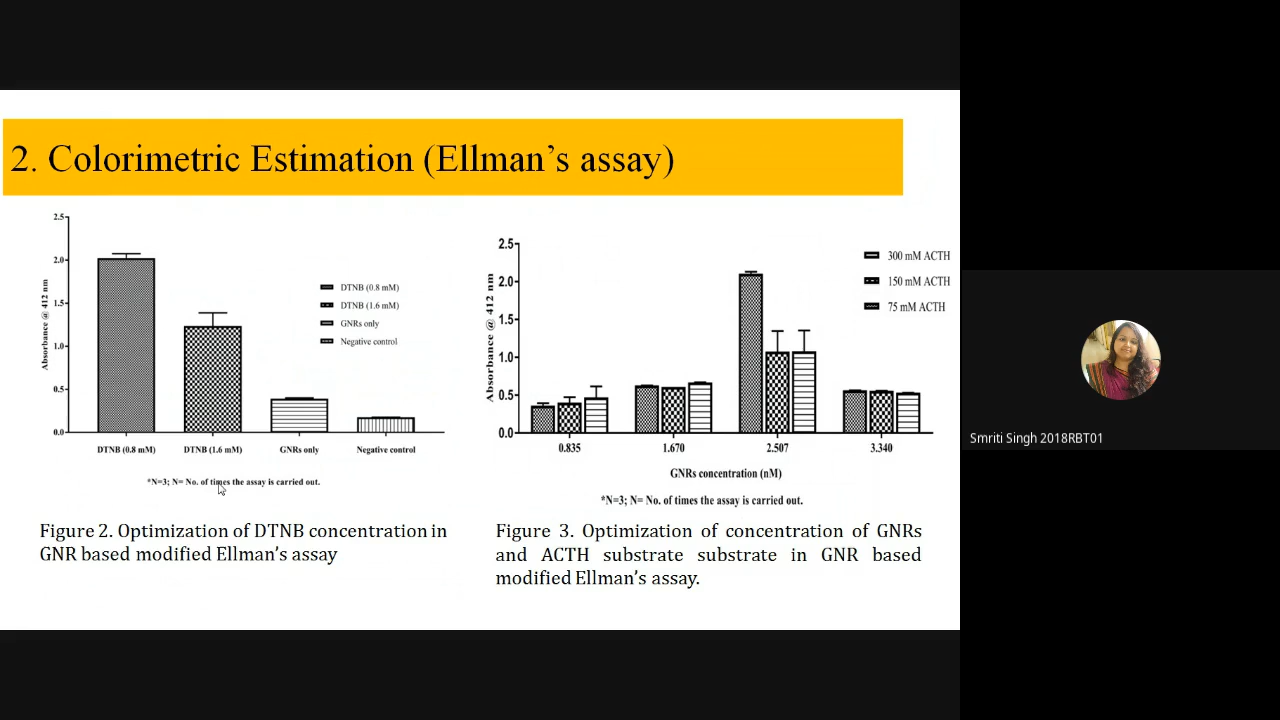 2. Colorimetric Estimation (Ellman’s assay)
2.5
2.0
1.5
1.0
0.5
0.0
Absorbance @ 412 nm
DTNB (0.8 mM)
DTNB (1.6 mM)
GNRs only
Negative control
DTNB (0.8 mM) DTNB (1.6 mM) GNRs only Negative control
*N=3; N= No. of times the assay is carried out.
Figure 2. Optimization of DTNB concentration in
GNR based modified Ellman’s assay
2.5
2.0
1.5
1.0
0.5
0.0
Absorbance @ 412 nm
300 mM ACTH
150 mM ACTH
75 mM ACTH
0.835 1.670 2.507 3.340
GNRs concentration (nM)
*N=3; N= No. of times the assay is carried out.
Figure 3. Optimization of concentration of GNRs
and ACTH substrate substrate in GNR based
modified Ellman’s assay.
Smriti Singh 2018RBT01